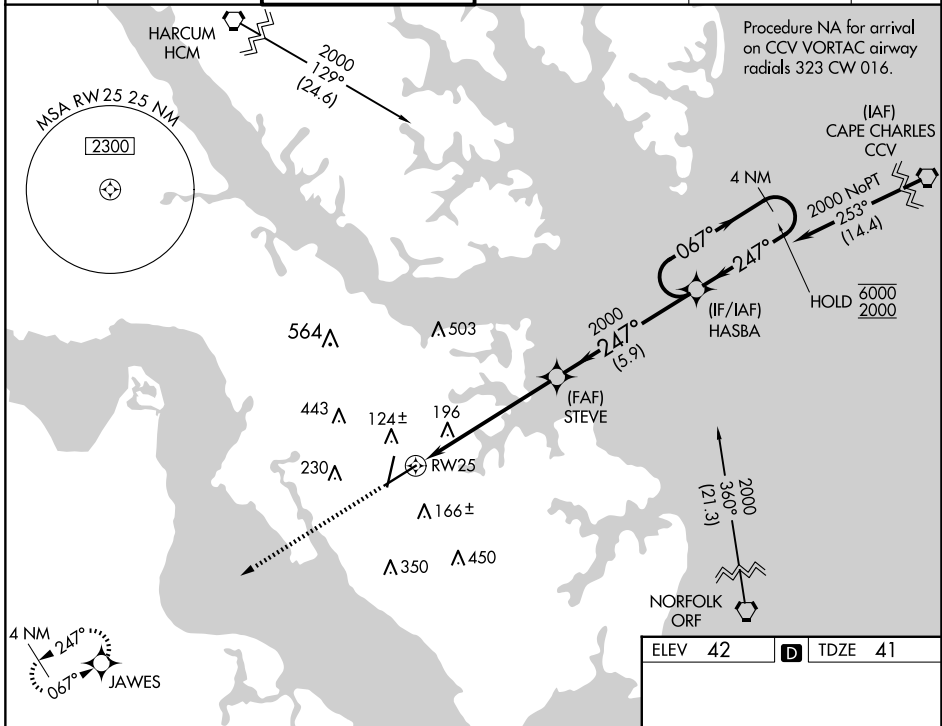 HARCUM
HCM
2000
129°
(24.6)
Procedure NA for arrival
on CCV VORTAC airway
radials 323 CW 016.
MSA RW25 25 NM
2300
(IAF)
CAPE CHARLES
CCV
4 NM
2000 NoPT
253°
(14.4)
067°
247°
HOLD 6000
2000
(IF/IAF)
HASBA
2000
247°
(5.9)
564
503
(FAF)
STEVE
443
124±
196
230
RW25
166±
350
450
2000
360°
(21.3)
NORFOLK
ORF
4 NM
247°
067°
JAWES
ELEV 42 D TDZE 41